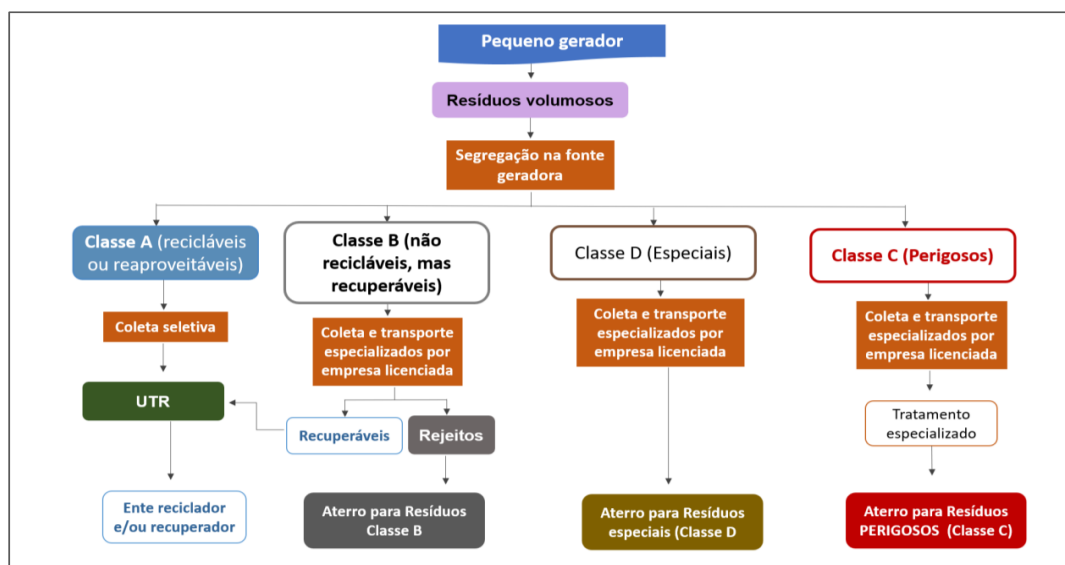 Pequeno gerador
Resíduos volumosos
Segregação na fonte
geradora
Classe A (recicláveis
ou reaproveitáveis)
Classe B (não
recicláveis, mas
recuperáveis)
Classe D (Especiais)
Classe C (Perigosos)
Coleta seletiva
Coleta e transporte
especializados por
empresa licenciada
Coleta e transporte
especializados por
empresa licenciada
Coleta e transporte
especializados por
empresa licenciada
UTR
Recuperáveis
Rejeitos
Tratamento
especializado
Ente reciclador
e/ou recuperador
Aterro para Resíduos
Classe B
Aterro para Resíduos
especiais (Classe D
Aterro para Resíduos
PERIGOSOS (Classe C)